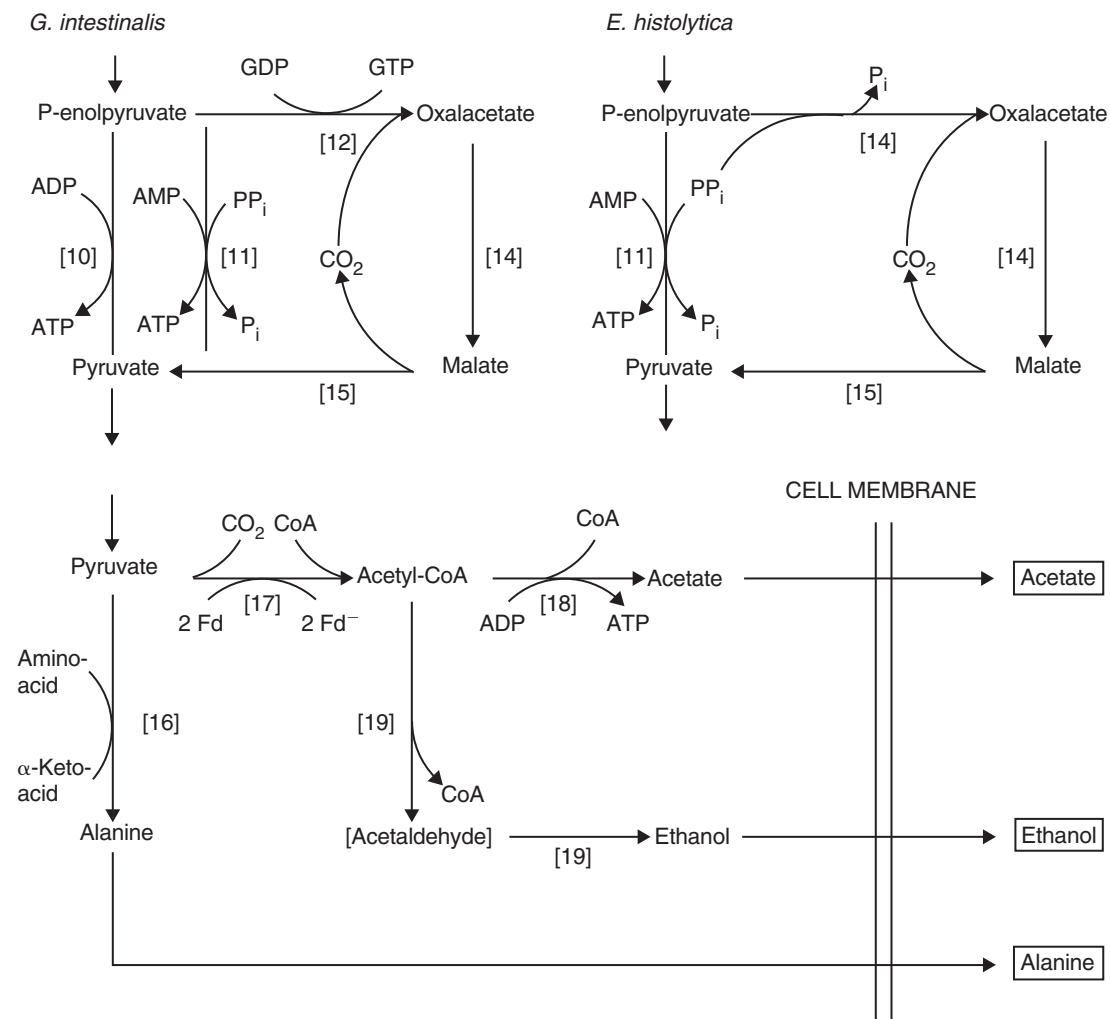 G. intestinalis
E. histolytica
GDP
GTP
P-enolpyruvate
Oxalacetate
[12]
ADP
AMP
PPi
[10]
[11]
CO2
[14]
ATP
ATP
Pi
Pyruvate
Malate
[15]
Pi
P-enolpyruvate
Oxalacetate
[14]
AMP
PPi
[11]
CO2
[14]
ATP
Pi
Pyruvate
Malate
[15]
CELL MEMBRANE
CO2 CoA
CoA
Pyruvate
Acetyl-CoA
Acetate
Acetate
2 Fd
[17]
2 Fd−
ADP
[18]
ATP
Amino-
acid
[16]
[19]
α-Keto-
acid
CoA
Alanine
[Acetaldehyde]
Ethanol
Ethanol
[19]
Alanine